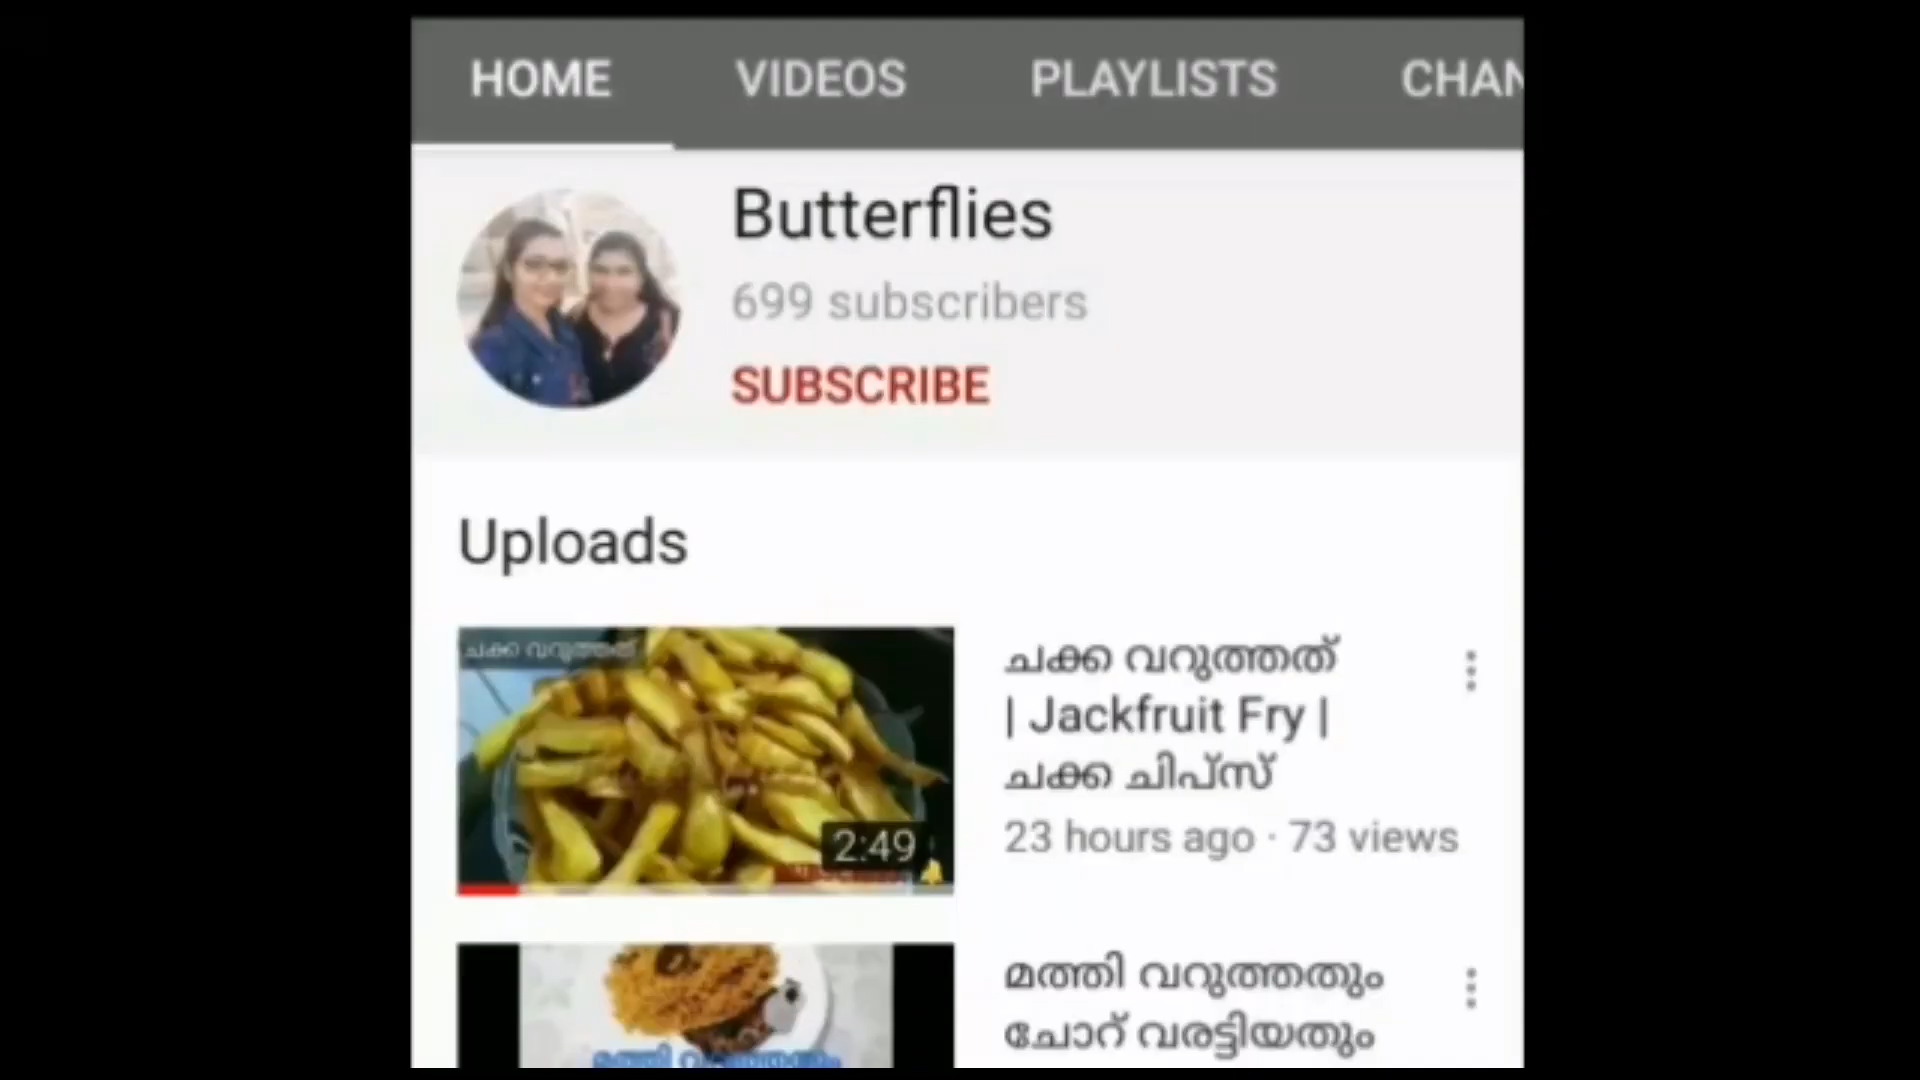 HOME VIDEOS PLAYLISTS CHAN
Butterflies
699 subscribers
SUBSCRIBE
Uploads
ചക്ക വറുത്തത്
2:49
ചക്ക വറുത്തത്
| Jackfruit Fry |
ചക്ക ചിപ്സ്
23 hours ago · 73 views
മത്തി വറുത്തതും
ചോറ് വരട്ടിയതും